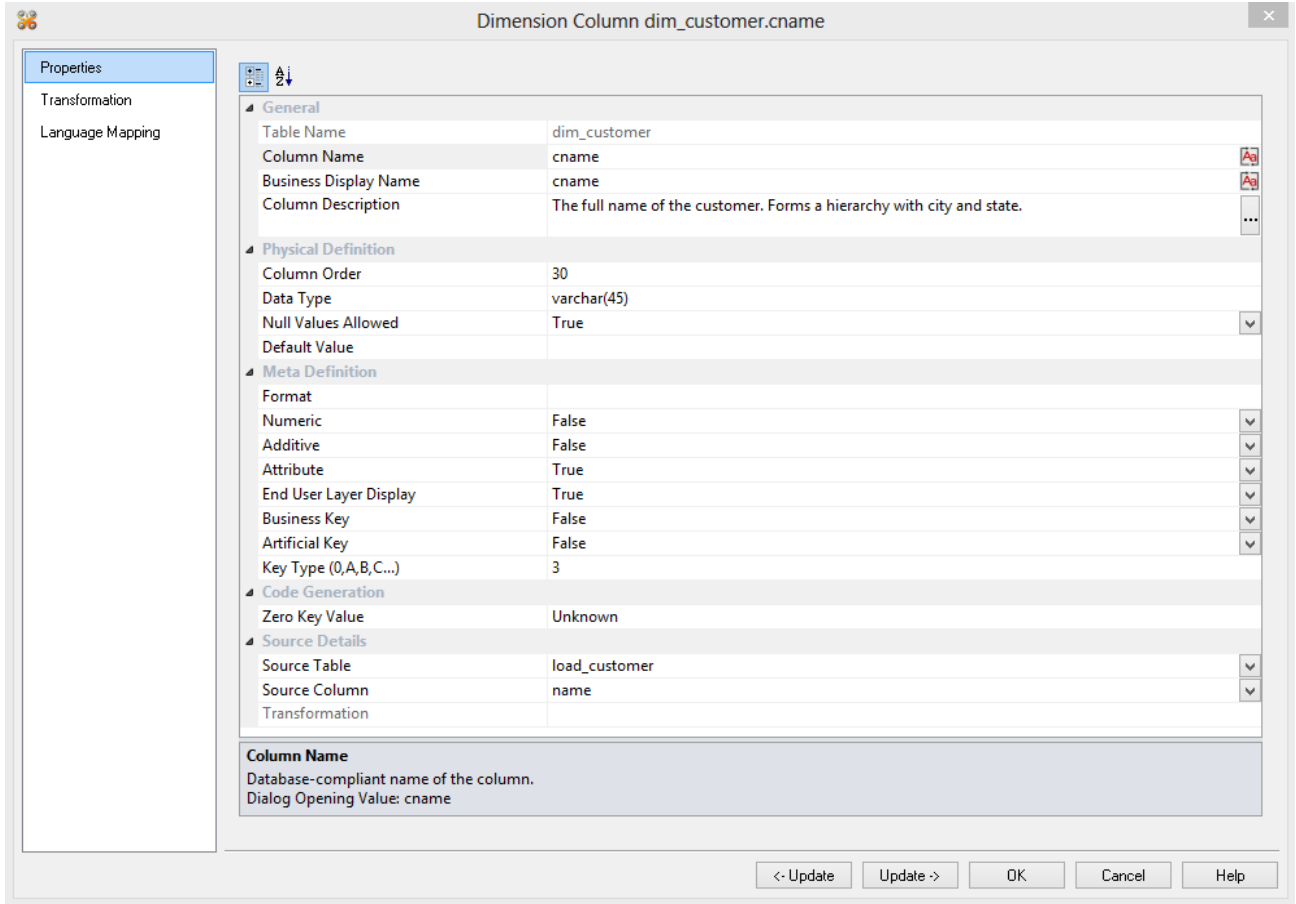 Dimension Column dim_customer.cname
Properties
Transformation
Language Mapping
General
Table Name dim_customer
Column Name cname
Business Display Name cname
Column Description The full name of the customer. Forms a hierarchy with city and state.
Physical Definition
Column Order 30
Data Type varchar(45)
Null Values Allowed True
Default Value
Meta Definition
Format
Numeric False
Additive False
Attribute True
End User Layer Display True
Business Key False
Artificial Key False
Key Type (0,A,B,C...) 3
Code Generation
Zero Key Value Unknown
Source Details
Source Table load_customer
Source Column name
Transformation
Column Name
Database-compliant name of the column.
Dialog Opening Value: cname
<- Update Update -> OK Cancel Help